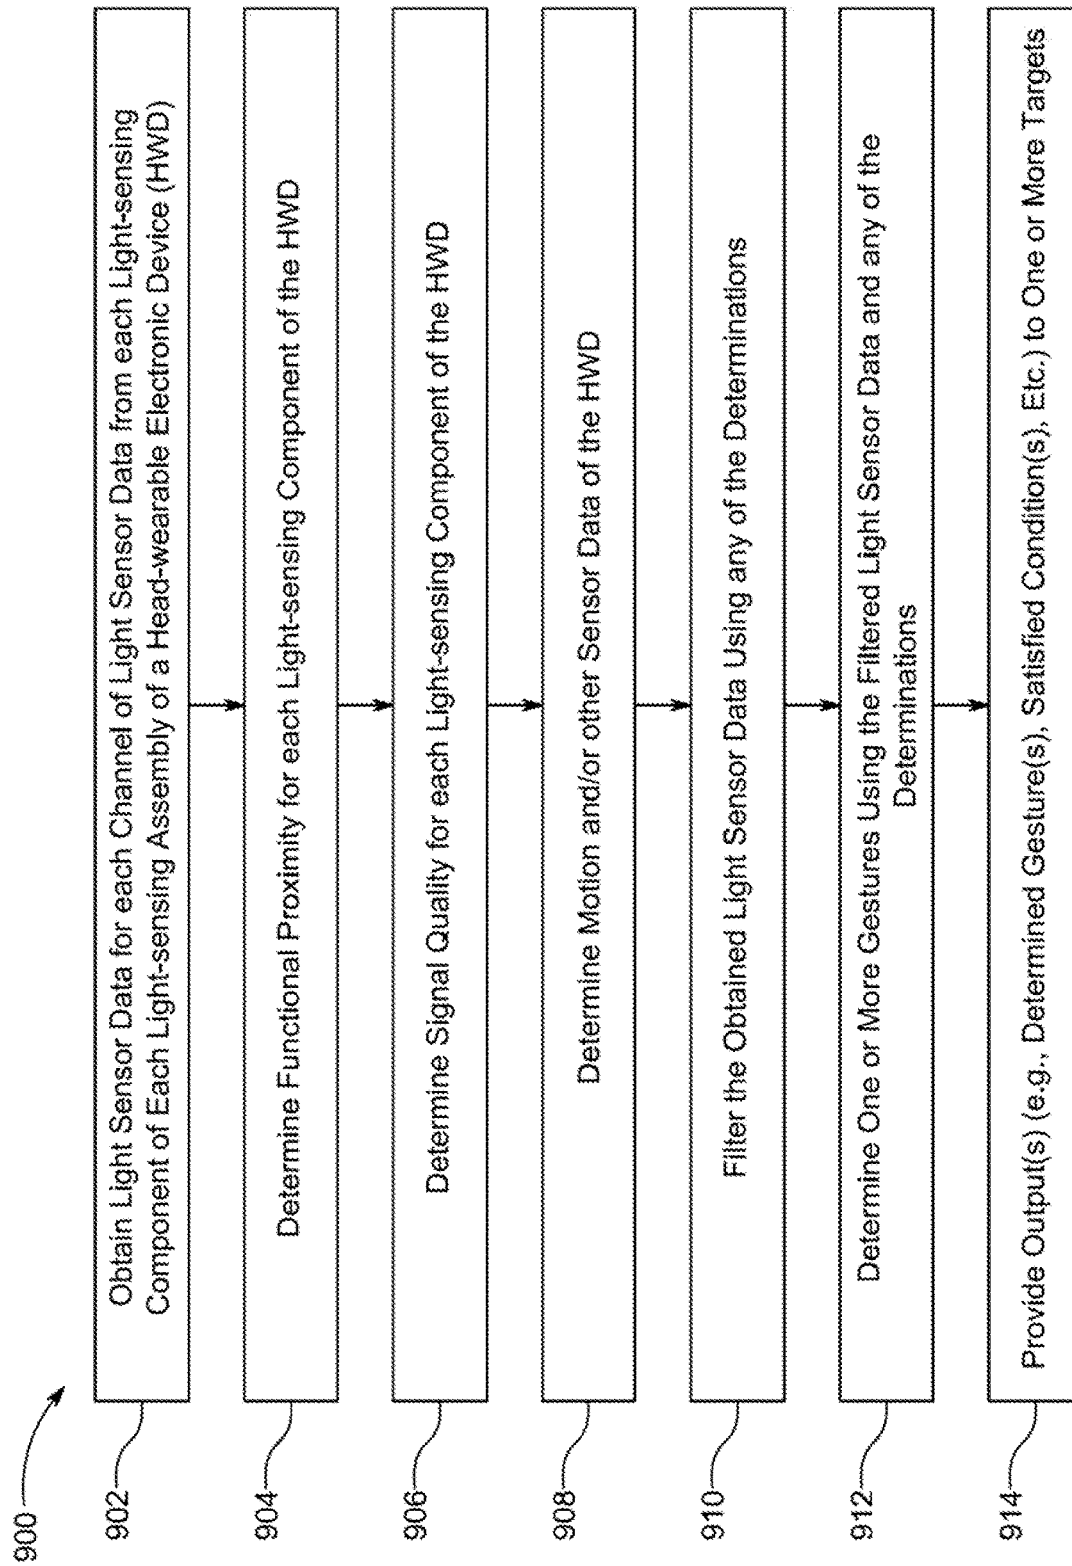 900
902
Obtain Light Sensor Data for each Channel of Light Sensor Data from each Light-sensing
Component of Each Light-sensing Assembly of a Head-wearable Electronic Device (HWD)
904
Determine Functional Proximity for each Light-sensing Component of the HWD
906
Determine Signal Quality for each Light-sensing Component of the HWD
908
Determine Motion and/or other Sensor Data of the HWD
910
Filter the Obtained Light Sensor Data Using any of the Determinations
912
Determine One or More Gestures Using the Filtered Light Sensor Data and any of the
Determinations
914
Provide Output(s) (e.g., Determined Gesture(s), Satisfied Condition(s), Etc.) to One or More Targets